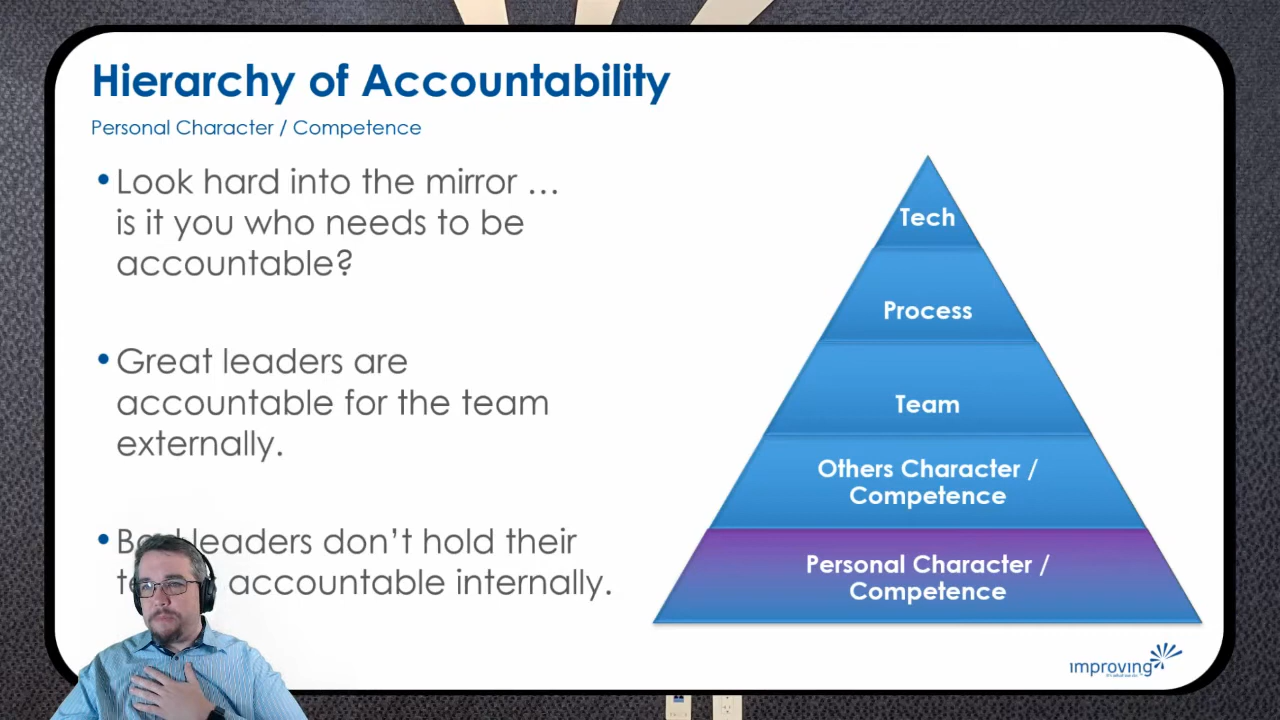 Hierarchy of Accountability
Personal Character / Competence
• Look hard into the mirror …
is it you who needs to be
accountable?
• Great leaders are
accountable for the team
externally.
• leaders don't hold their
accountable internally.
Tech
Process
Team
Others Character /
Competence
Personal Character /
Competence
improving